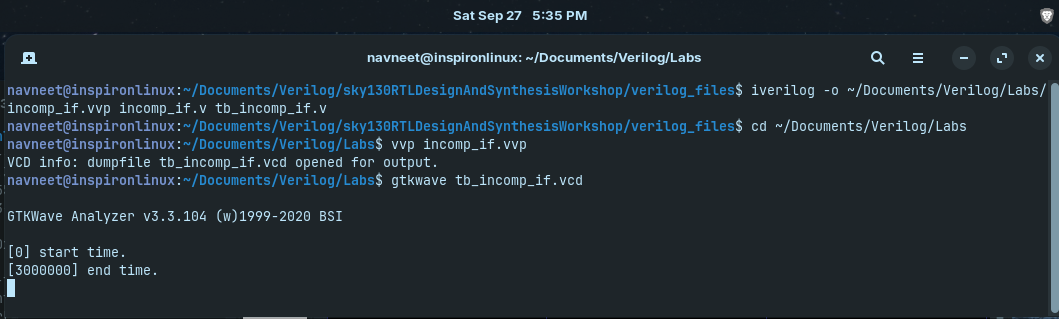 Sat Sep 27 5:35 PM
navneet@inspironlinux: ~/Documents/Verilog/Labs
navneet@inspironlinux:~/Documents/Verilog/sky130RTLDesignAndSynthesisWorkshop/verilog_files$ iverilog -o ~/Documents/Verilog/Labs/
incomp_if.vvp incomp_if.v tb_incomp_if.v
navneet@inspironlinux:~/Documents/Verilog/sky130RTLDesignAndSynthesisWorkshop/verilog_files$ cd ~/Documents/Verilog/Labs
navneet@inspironlinux:~/Documents/Verilog/Labs$ vvp incomp_if.vvp
VCD info: dumpfile tb_incomp_if.vcd opened for output.
navneet@inspironlinux:~/Documents/Verilog/Labs$ gtkwave tb_incomp_if.vcd
GTKWave Analyzer v3.3.104 (w)1999-2020 BSI
[0] start time.
[3000000] end time.